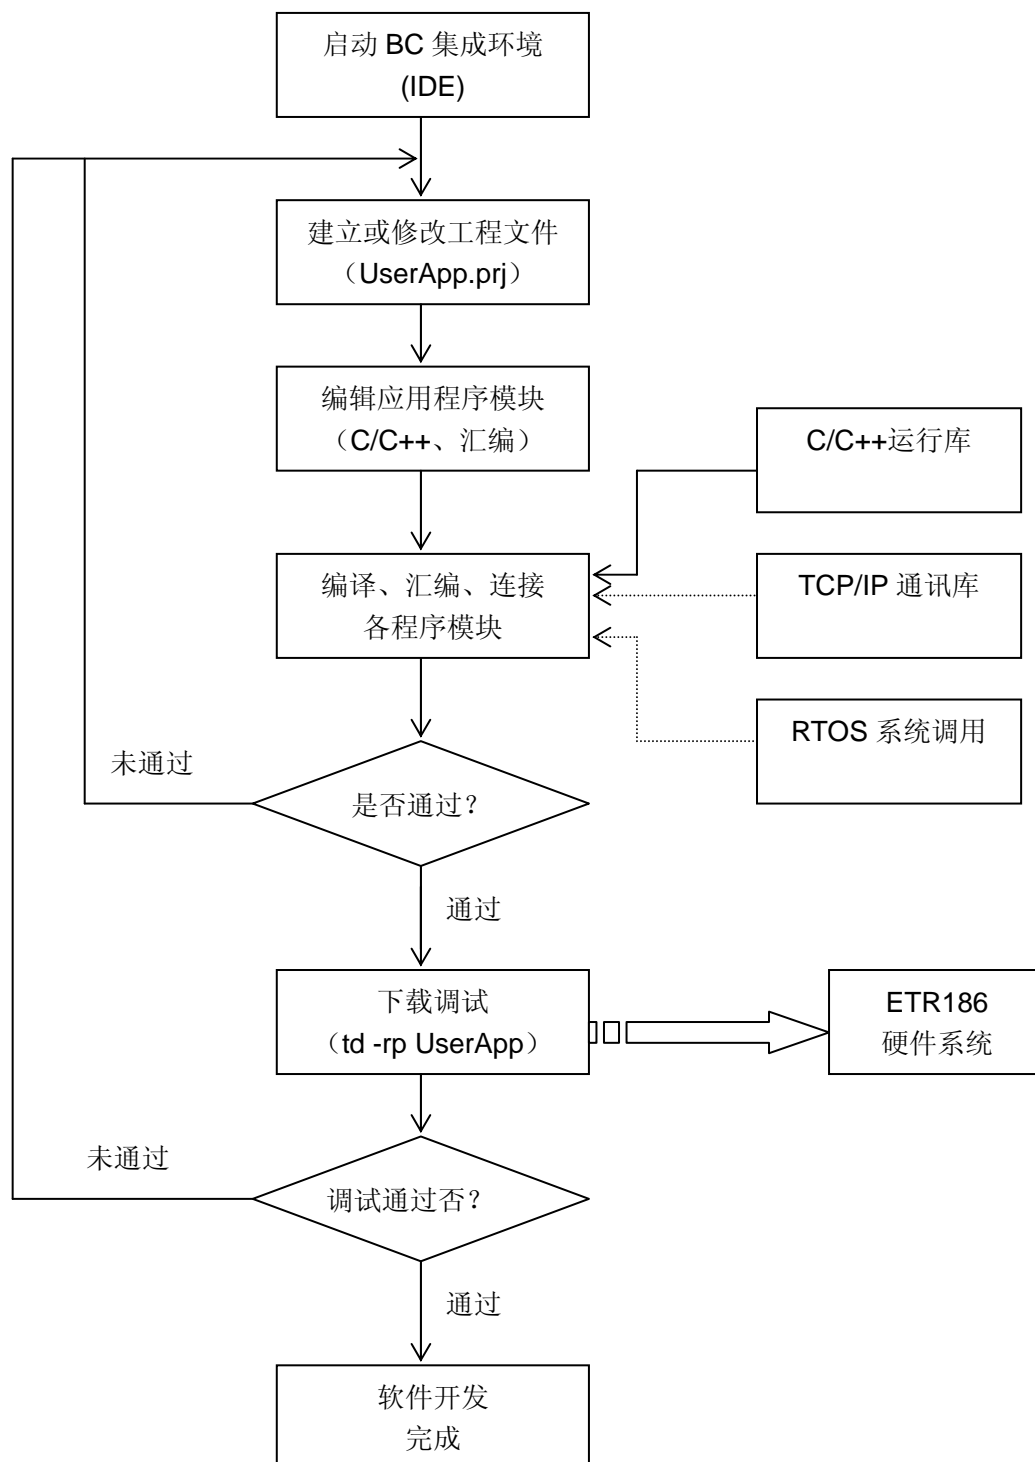 启动 BC 集成环境
(IDE)
建立或修改工程文件
（UserApp.prj）
编辑应用程序模块
（C/C++、汇编）
C/C++运行库
编译、汇编、连接
各程序模块
TCP/IP 通讯库
RTOS 系统调用
未通过
是否通过？
通过
下载调试
（td -rp UserApp）
ETR186
硬件系统
未通过
调试通过否？
通过
软件开发
完成